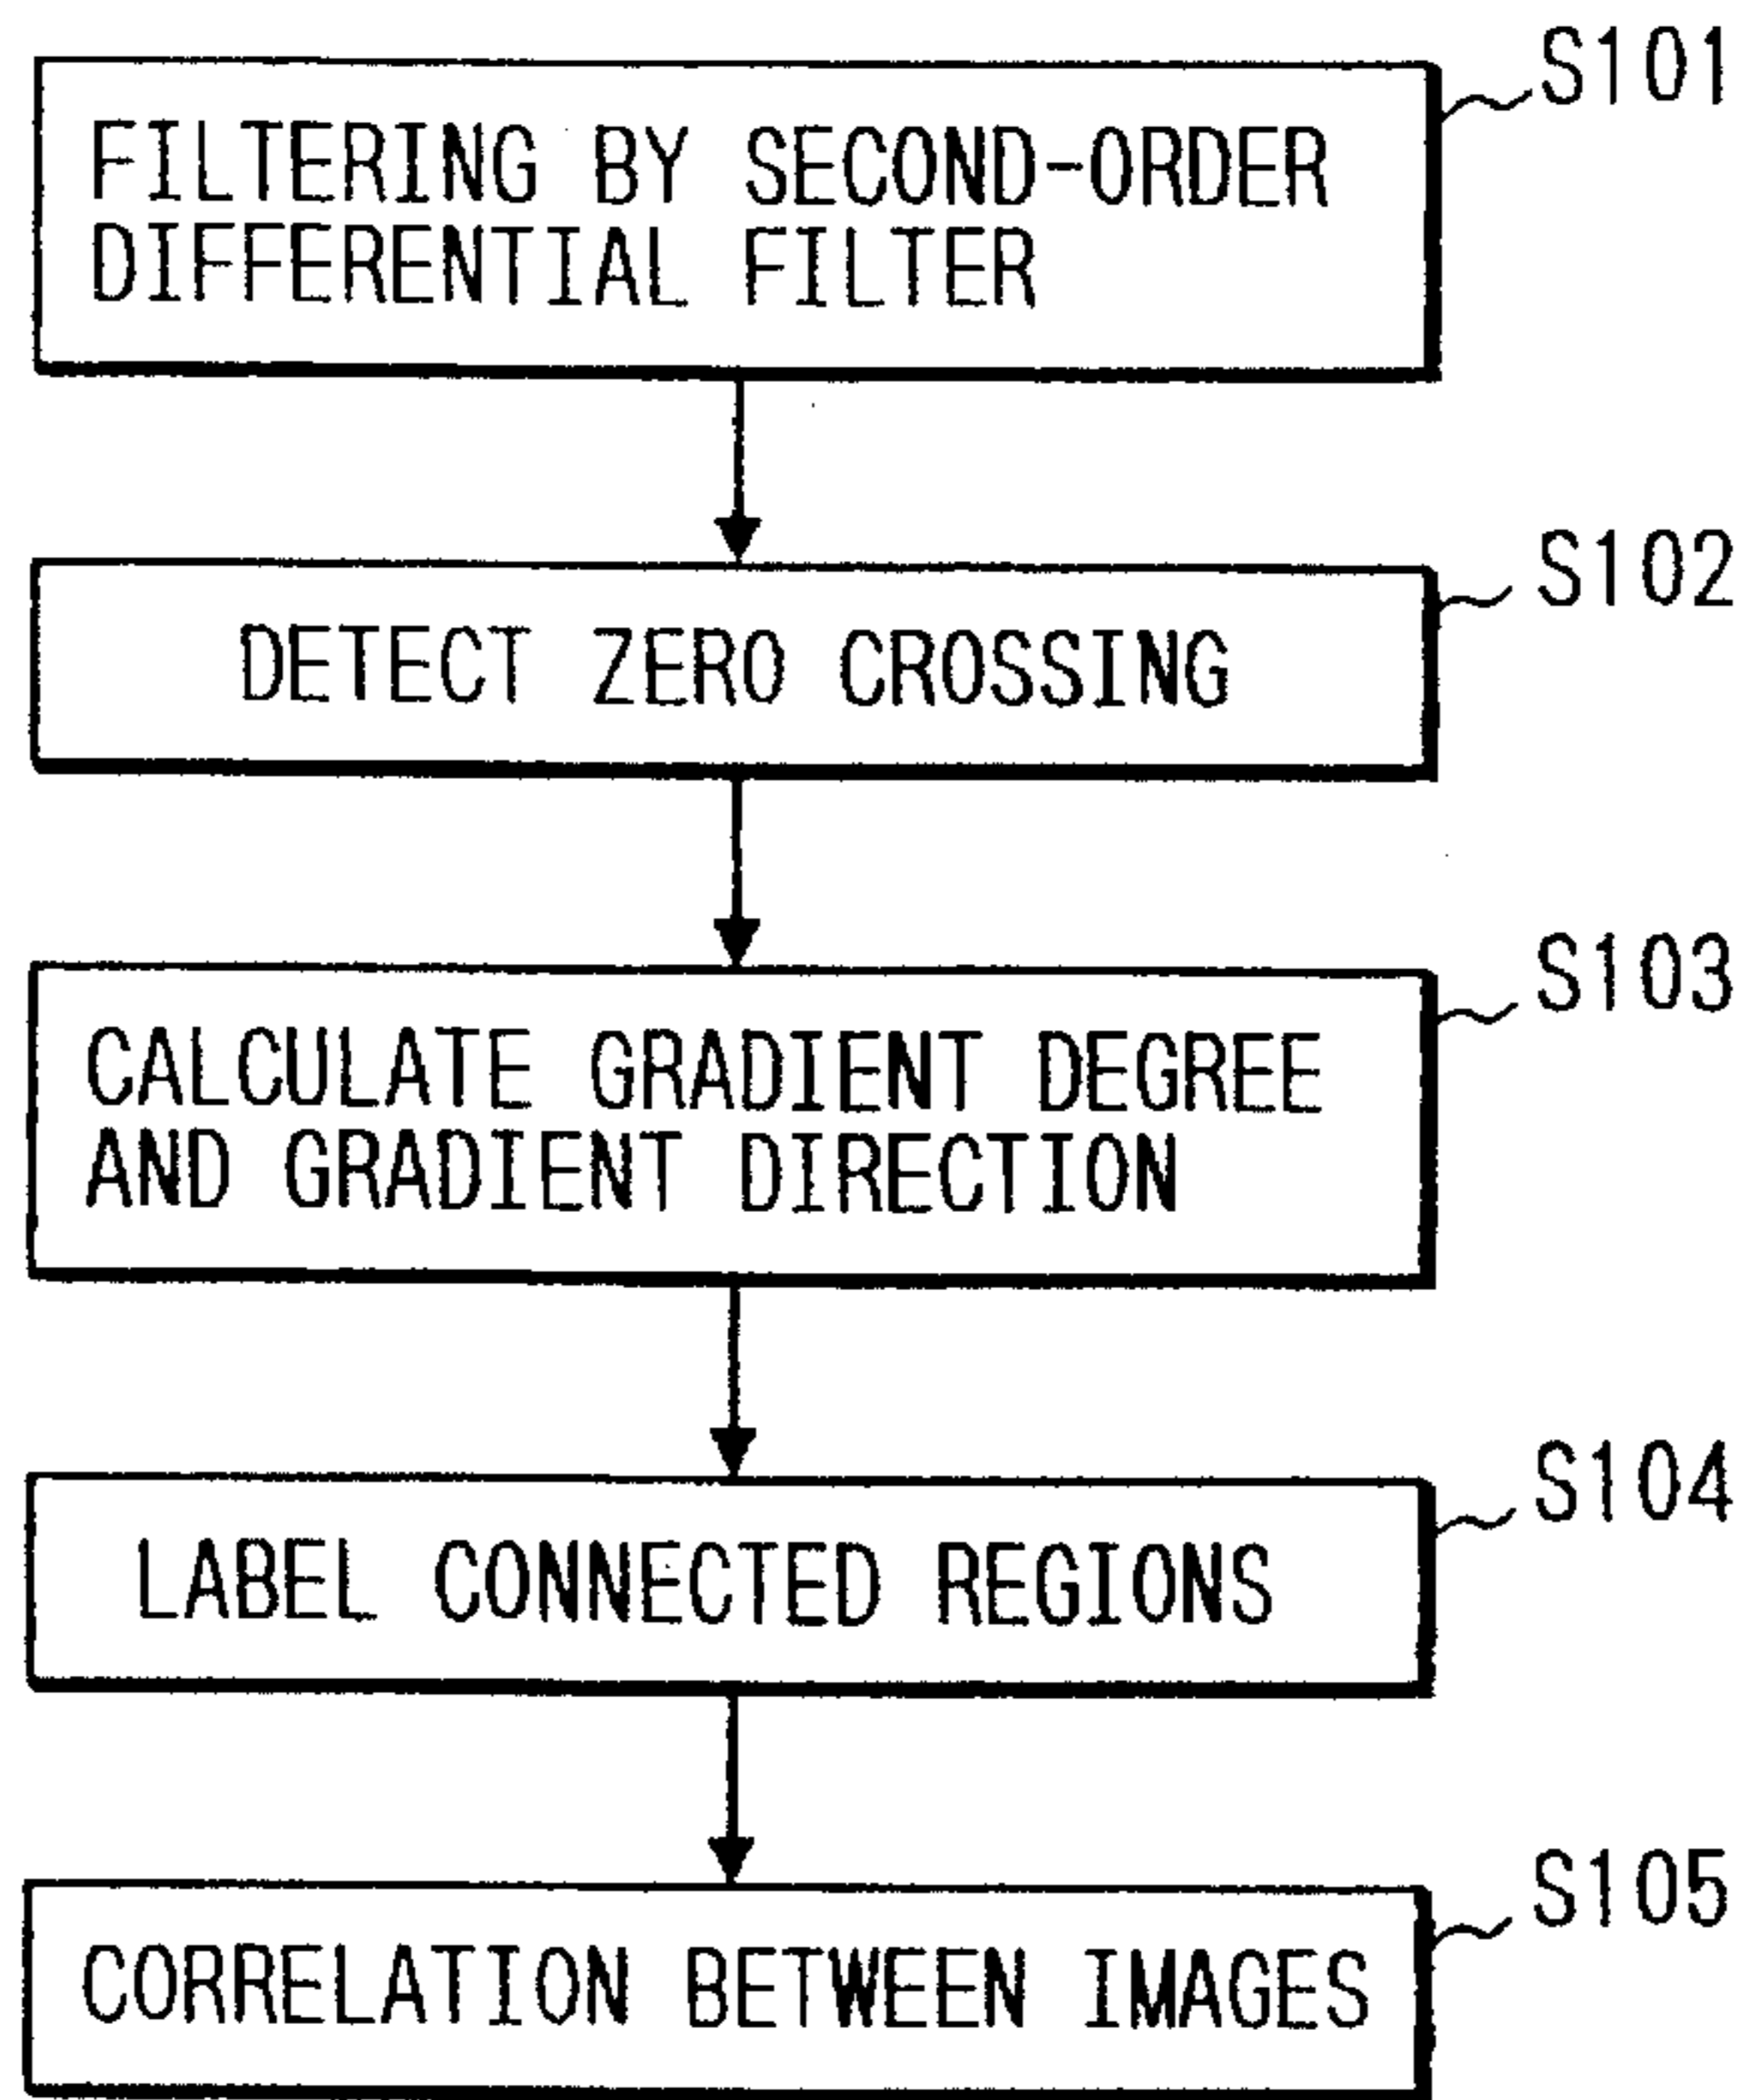 S101
FILTERING BY SECOND-ORDER
DIFFERENTIAL FILTER
S102
DETECT ZERO CROSSING
S103
CALCULATE GRADIENT DEGREE
AND GRADIENT DIRECTION
S104
LABEL CONNECTED REGIONS
S105
CORRELATION BETWEEN IMAGES